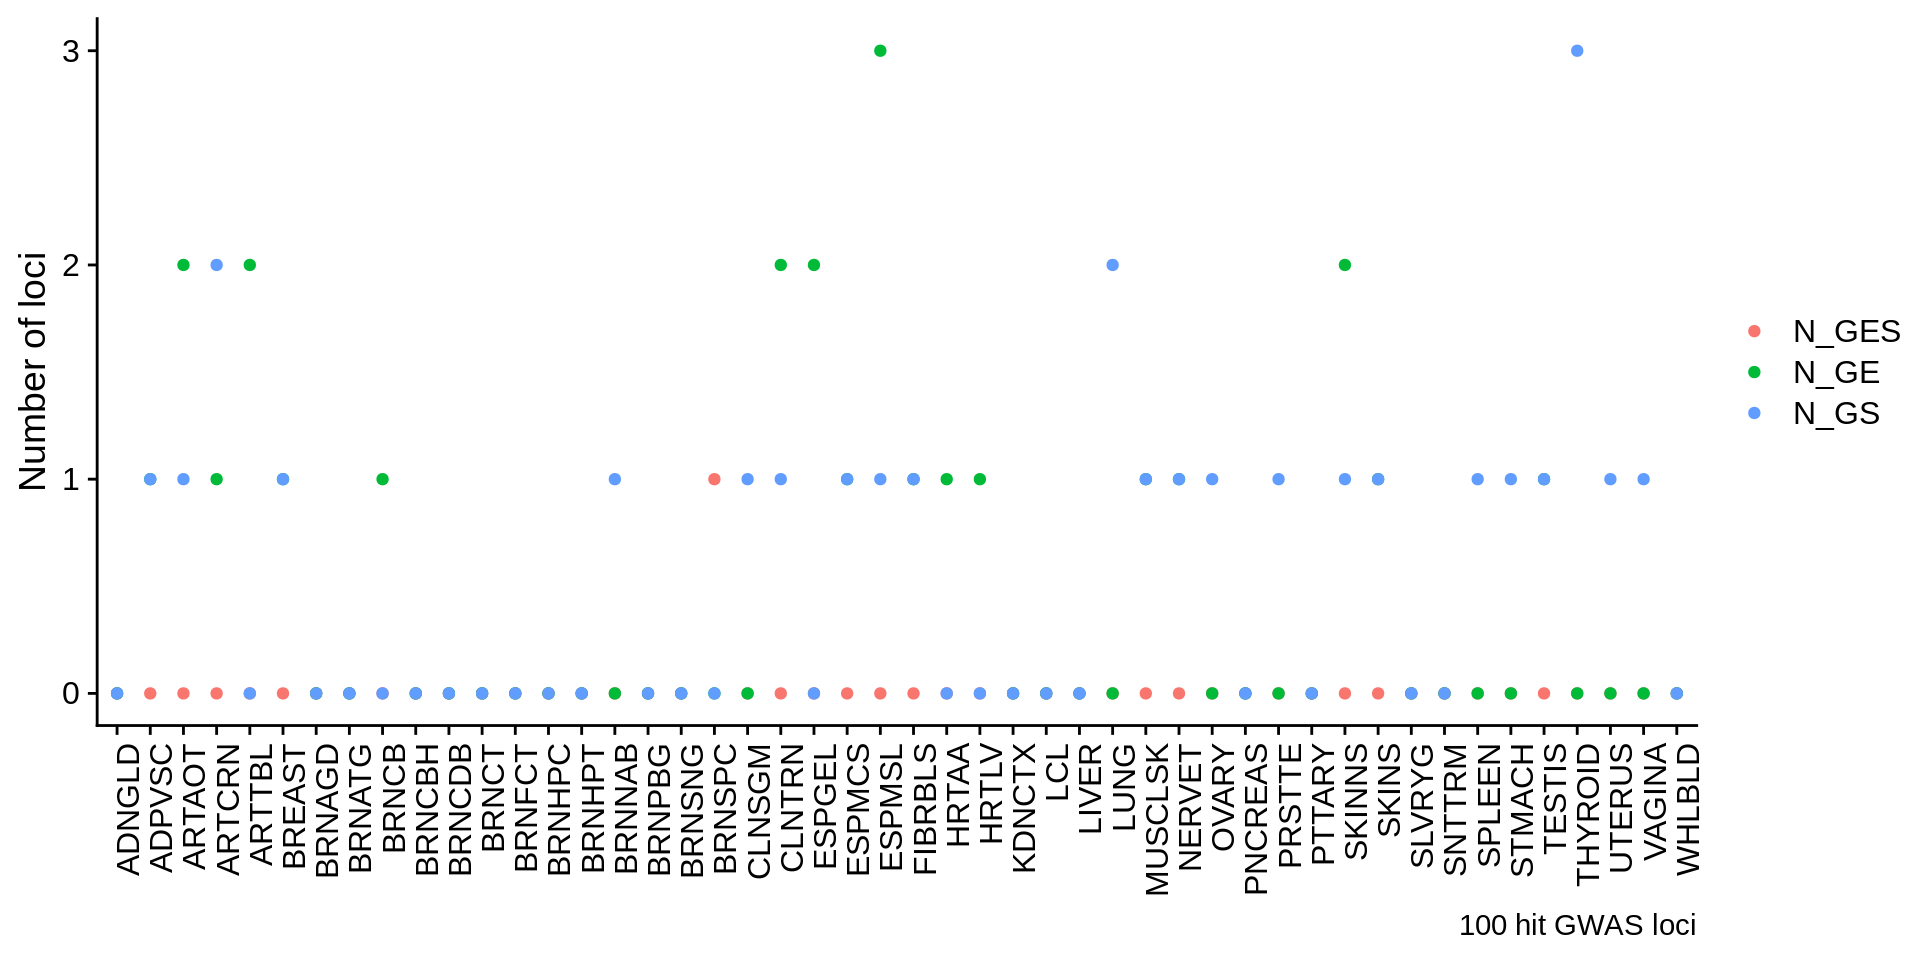 Number of loci
3
2
1
0
ADNGLD
ADPVSC
ARTAOT
ARTCRN
ARTTBL
BREAST
BRNAGD
BRNATG
BRNCB
BRNCBH
BRNCDB
BRNCT
BRNFCT
BRNHPC
BRNHPT
BRNNAB
BRNPBG
BRNSNG
BRNSPC
CLNSGM
CLNTRN
ESPGEL
ESPMCS
ESPMSL
FIBRBLS
HRTAA
HRTLV
KDNCTX
LCL
LIVER
LUNG
MUSCLSK
NERVET
OVARY
PNCREAS
PRSTTE
PTTARY
SKINNS
SKINS
SLVRYG
SNTTRM
SPLEEN
STMACH
TESTIS
THYROID
UTERUS
VAGINA
WHLBLD
N_GES
N_GE
N_GS
100 hit GWAS loci